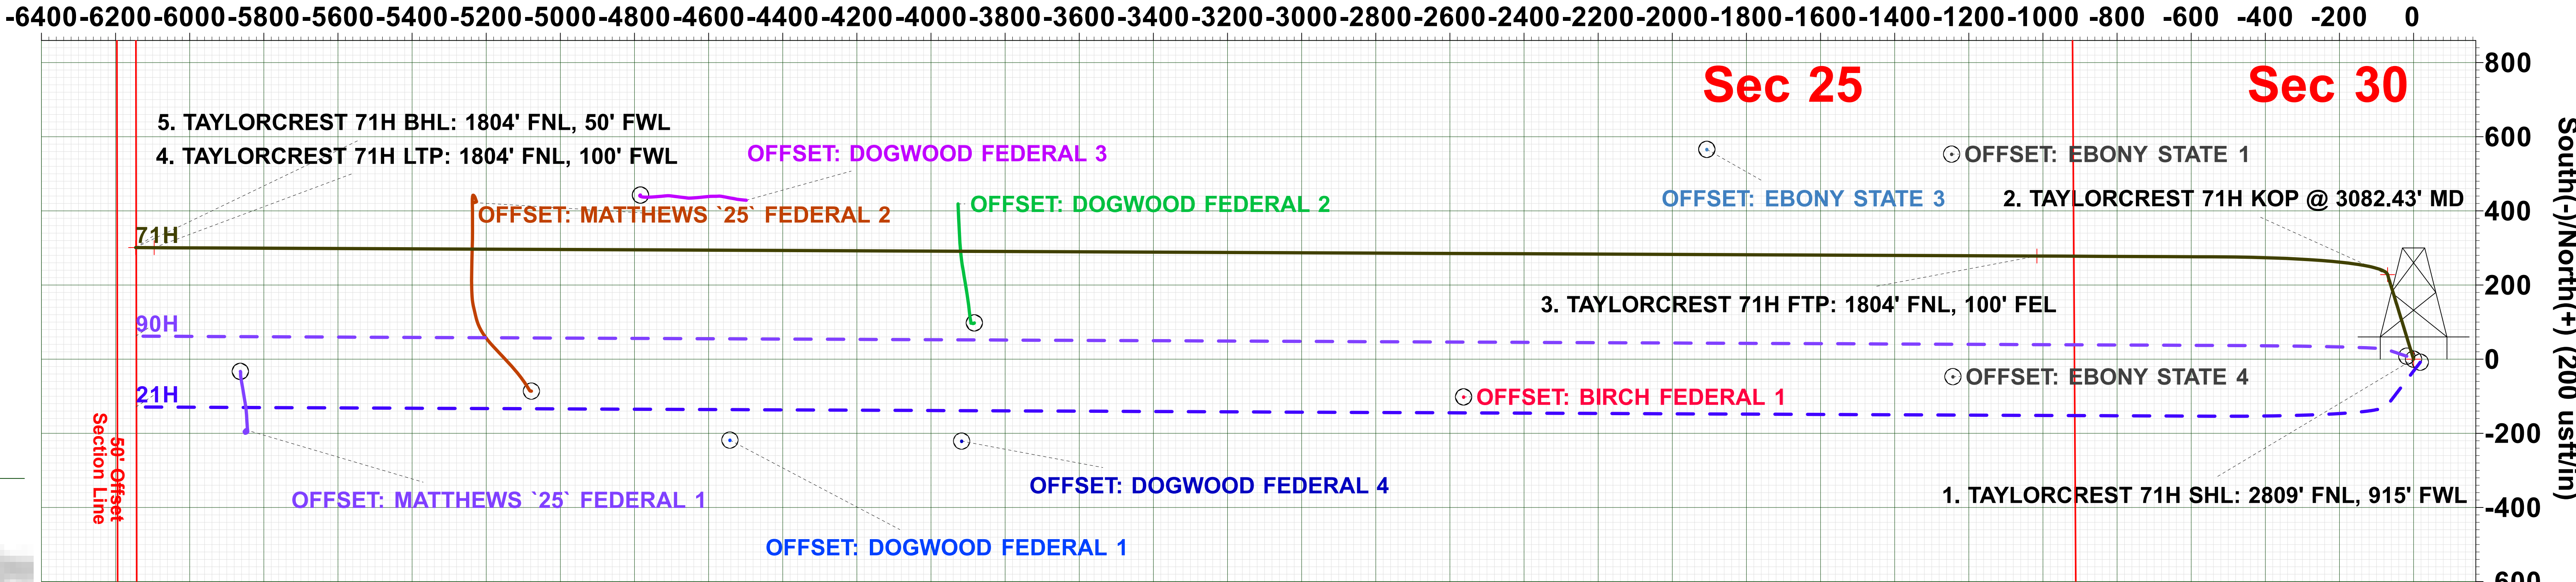 -6400 -6200 -6000 -5800 -5600 -5400 -5200 -5000 -4800 -4600 -4400 -4200 -4000 -3800 -3600 -3400 -3200 -3000 -2800 -2600 -2400 -2200 -2000 -1800 -1600 -1400 -1200 -1000 -800 -600 -400 -200 0
800
600
400
200
0
-200
-400
-600
South(-)/North(+) (200 usft/in)
Sec 25
Sec 30
5. TAYLORCREST 71H BHL: 1804' FNL, 50' FWL
4. TAYLORCREST 71H LTP: 1804' FNL, 100' FWL
OFFSET: DOGWOOD FEDERAL 3
OFFSET: EBONY STATE 1
OFFSET: MATTHEWS `25` FEDERAL 2
OFFSET: DOGWOOD FEDERAL 2
OFFSET: EBONY STATE 3
2. TAYLORCREST 71H KOP @ 3082.43' MD
71H
3. TAYLORCREST 71H FTP: 1804' FNL, 100' FEL
90H
21H
OFFSET: BIRCH FEDERAL 1
OFFSET: EBONY STATE 4
50' Offset
Section Line
OFFSET: MATTHEWS `25` FEDERAL 1
OFFSET: DOGWOOD FEDERAL 4
1. TAYLORCREST 71H SHL: 2809' FNL, 915' FWL
OFFSET: DOGWOOD FEDERAL 1